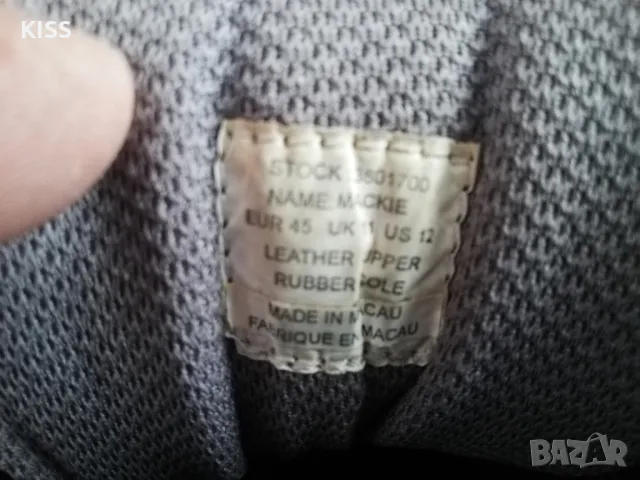 KISS
STOCK 3501700
NAME MACKIE
EUR 45 UK 11 US 12
LEATHER UPPER
RUBBER SOLE
MADE IN MACAU
FABRIQUE EN MACAU
BAZAR